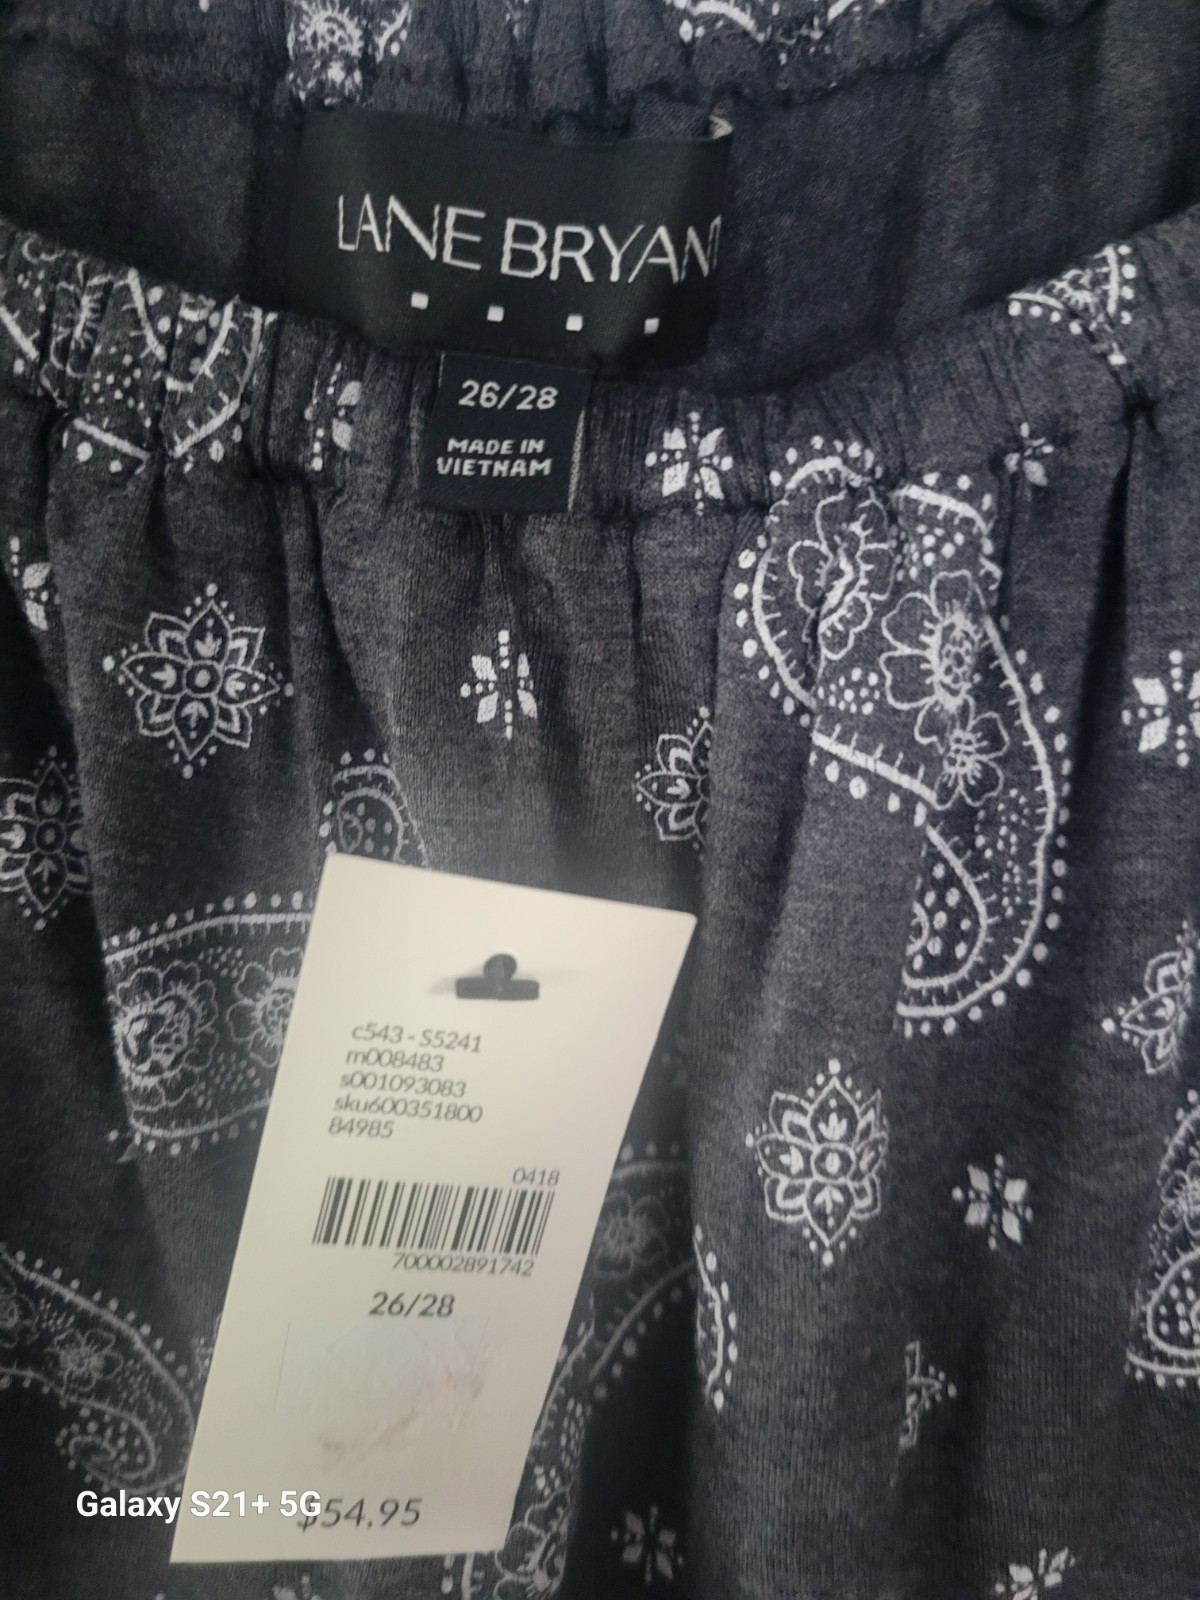 LANE BRYANT
26/28
MADE IN
VIETNAM
c543 - S5241
m008483
s001093083
sku600351800
84985
0418
700002891742
26/28
$54.95
Galaxy S21+ 5G